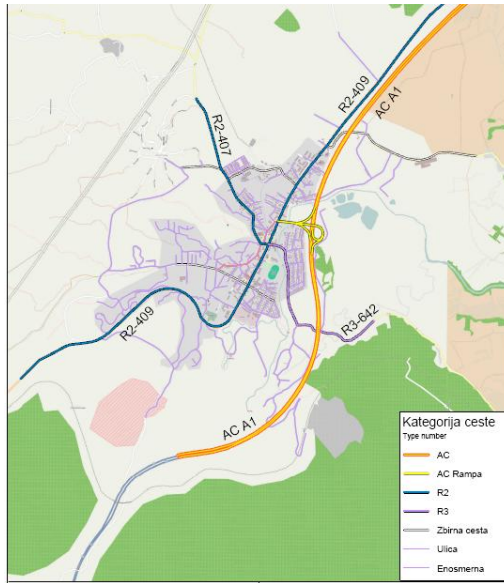 R2-409
AC A1
R2-407
R3-642
R2-409
AC A1
Kategorija ceste
Type number
AC
AC Rampa
R2
R3
Zbirna cesta
Ulica
Enosmerna